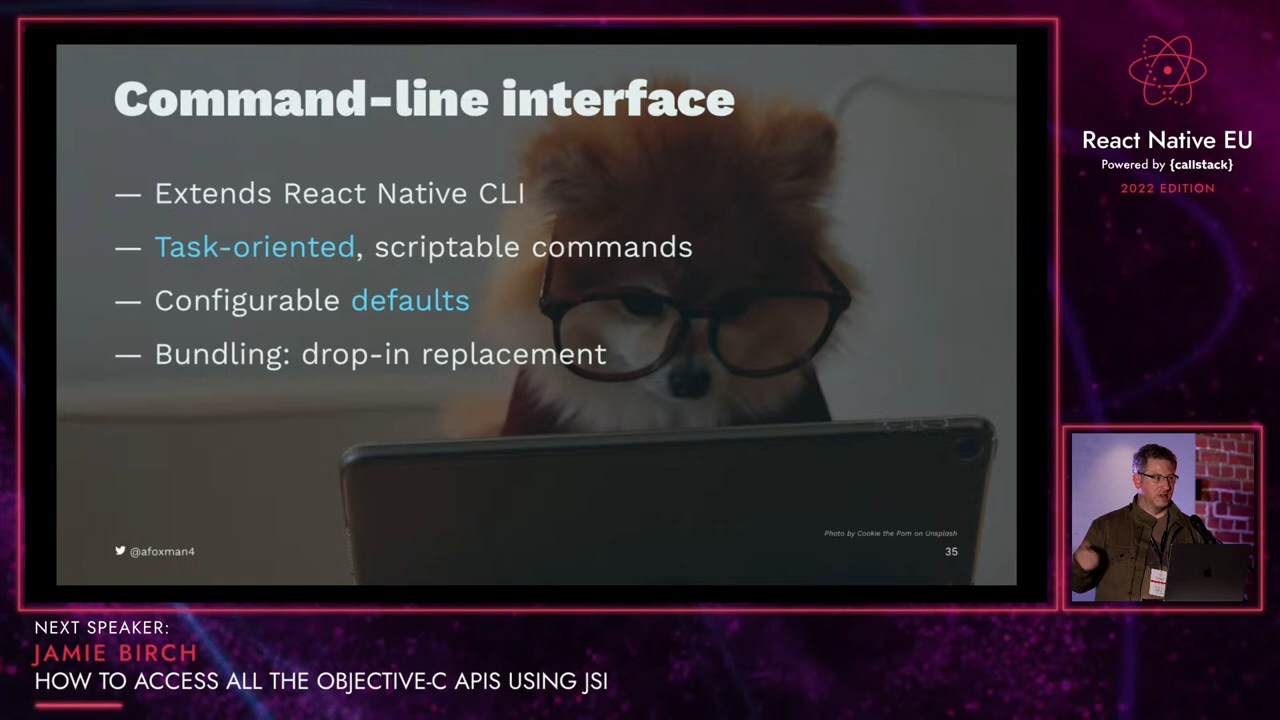 Command-line interface
— Extends React Native CLI
— Task-oriented, scriptable commands
— Configurable defaults
— Bundling: drop-in replacement
Photo by Cookie the Pom on Unsplash
@afoxman4
35
React Native EU
Powered by {callstack}
2022 EDITION
NEXT SPEAKER:
JAMIE BIRCH
HOW TO ACCESS ALL THE OBJECTIVE-C APIS USING JSI